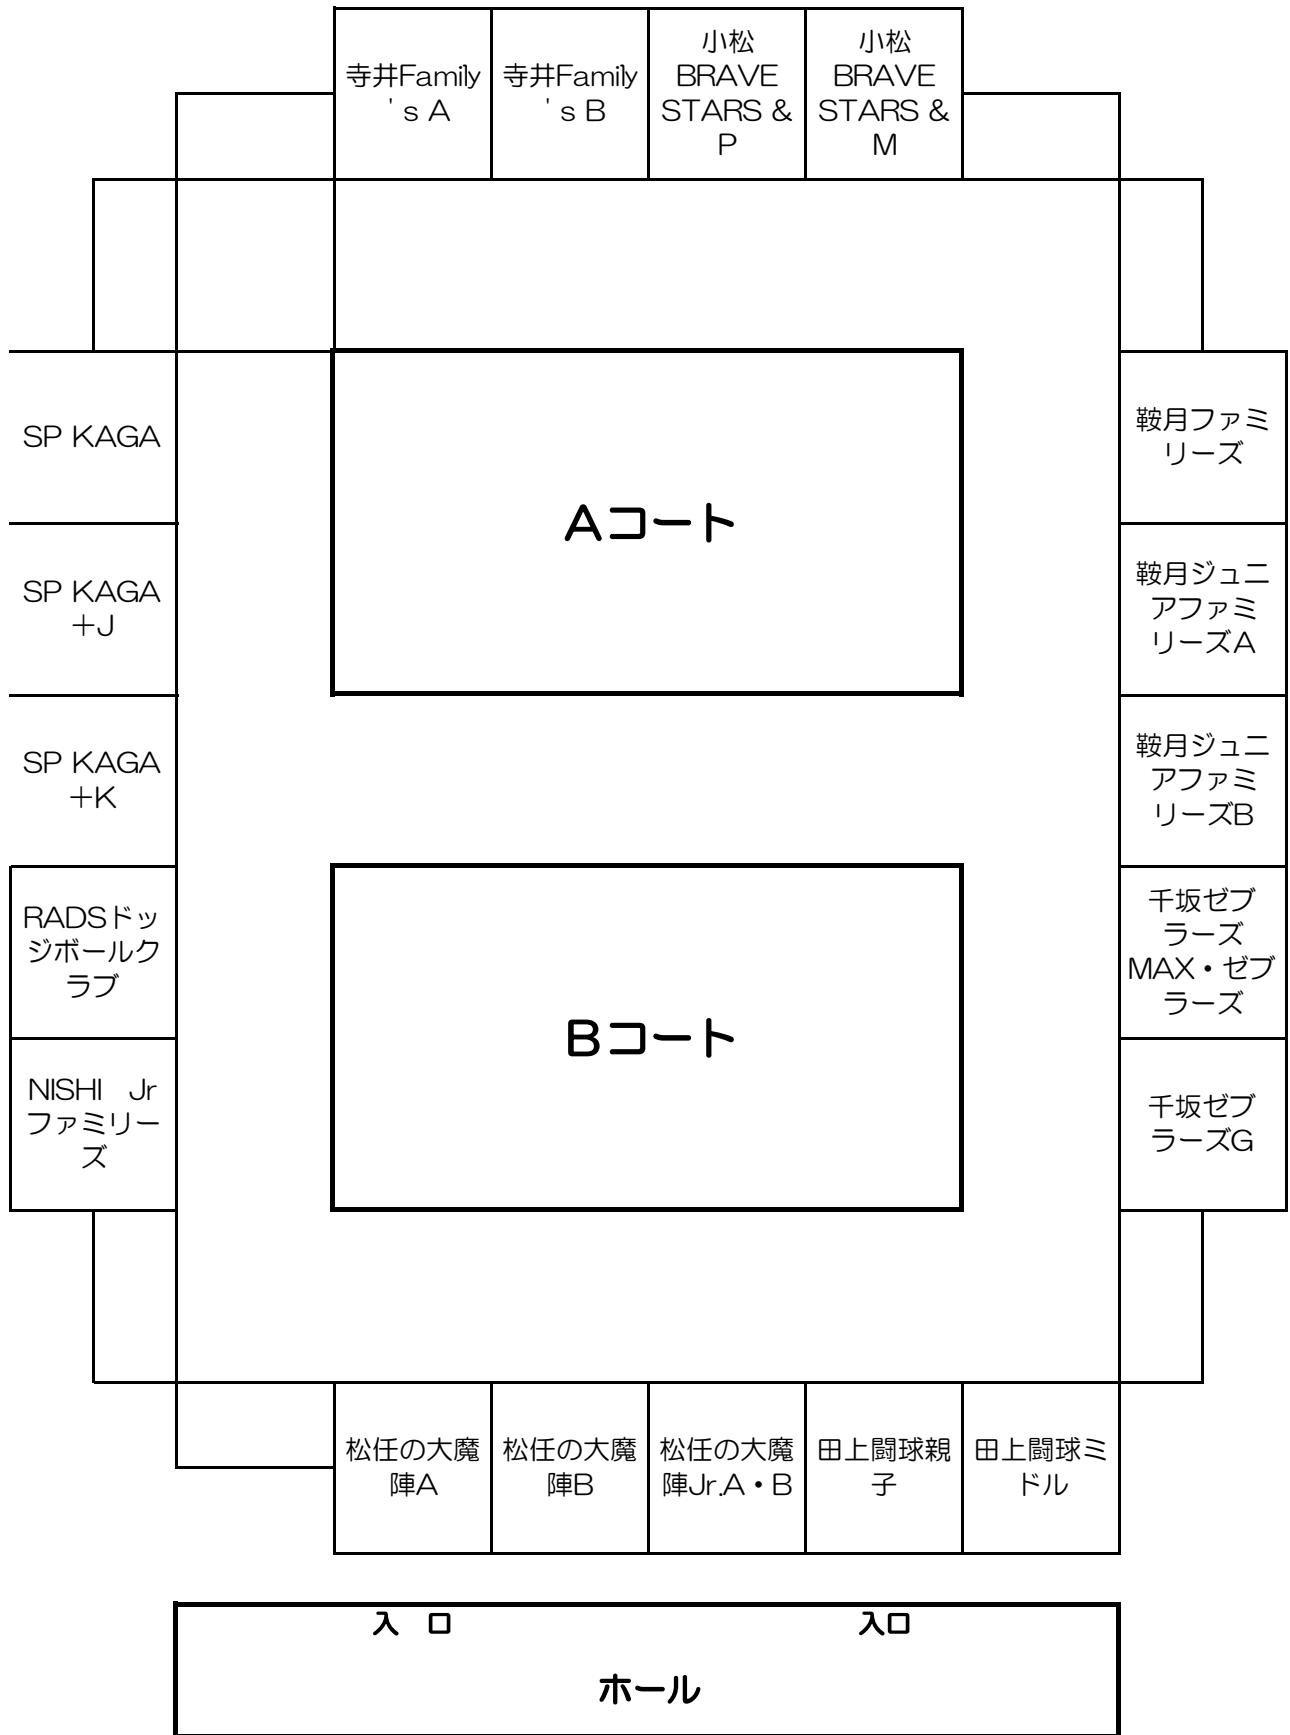 寺井Family
's A
寺井Family
's B
小松
BRAVE
STARS &
P
小松
BRAVE
STARS &
M
SP KAGA
Aコート
鞍月ファミ
リーズ
SP KAGA
+J
鞍月ジュニ
アファミ
リーズA
SP KAGA
+K
鞍月ジュニ
アファミ
リーズB
RADSドッ
ジボールク
ラブ
千坂ゼブ
ラーズ
MAX・ゼブ
ラーズ
Bコート
NISHI　Jr
ファミリー
ズ
千坂ゼブ
ラーズG
松任の大魔
陣A
松任の大魔
陣B
松任の大魔
陣Jr.A・B
田上闘球親
子
田上闘球ミ
ドル
入　口
入口
ホール